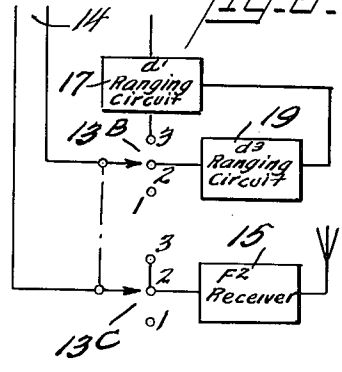 14
d1
Ranging
Circuit
17
13B
3
2
1
19
d3
Ranging
Circuit
3
2
1
13C
15
F2
Receiver